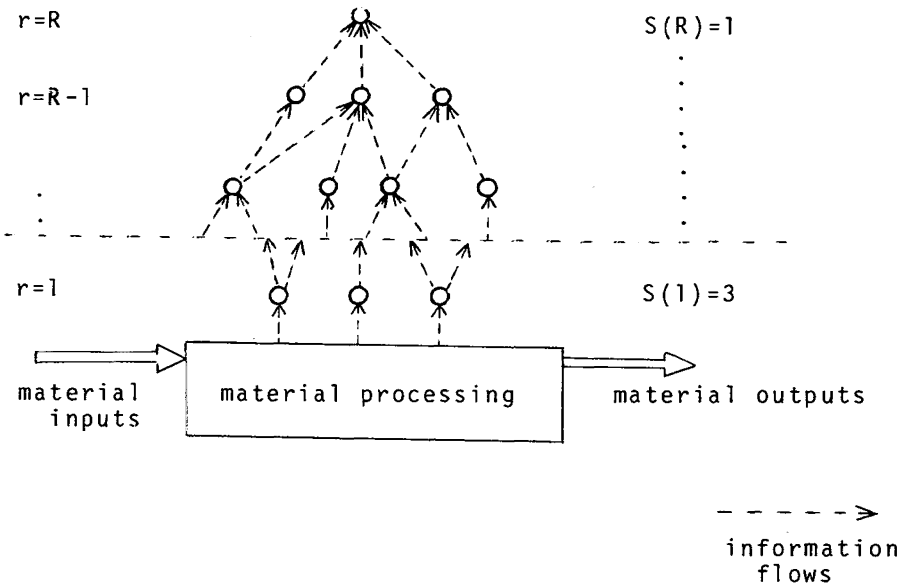 r=R
S(R)=1
r=R-1
r=1
S(1)=3
material inputs
material processing
material outputs
information flows